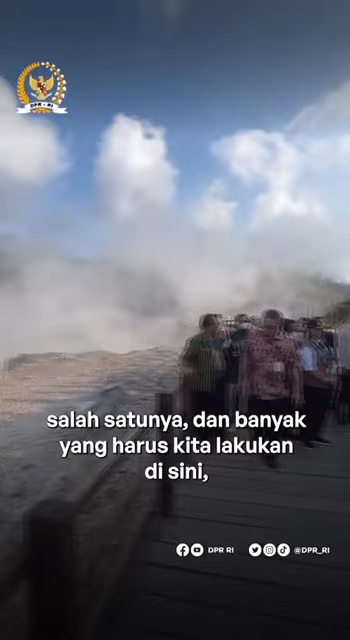 DPR - RI
salah satunya, dan banyak
yang harus kita lakukan
di sini,
DPR RI
@DPR_RI